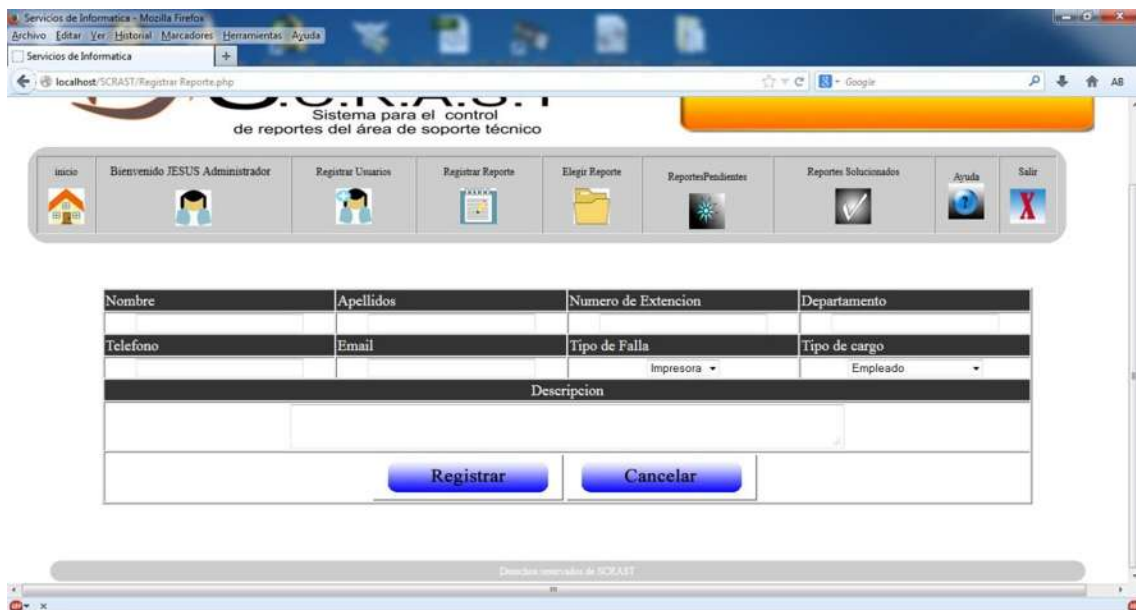 Servicios de Informatica - Mozilla Firefox
Archivo Editar Ver Historial Marcadores Herramientas Ayuda
Servicios de Informatica +
localhost/SCRAST/Registrar Reporte.php
Google
S.C.R.A.S.T
Sistema para el control
de reportes del área de soporte técnico
inicio
Bienvenido JESUS Administrador
Registrar Usuarios
Registrar Reporte
Elegir Reporte
ReportesPendientes
Reportes Solucionados
Ayuda
Salir
Nombre Apellidos Numero de Extencion Departamento
Telefono Email Tipo de Falla Tipo de cargo
Impresora Empleado
Descripcion
Registrar Cancelar
Derechos reservados de SCRAST